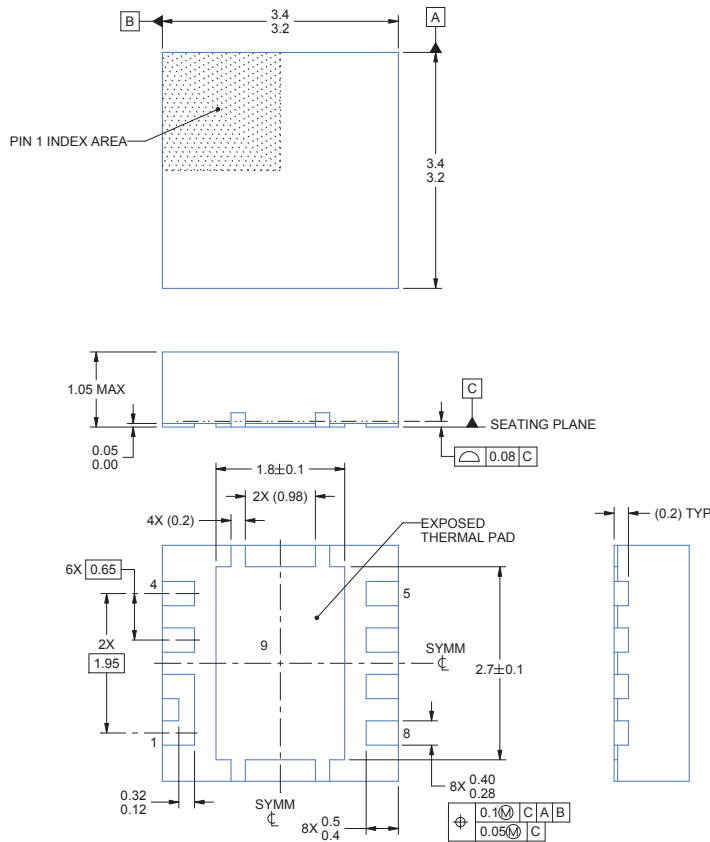 B
3.4
3.2
A
PIN 1 INDEX AREA
3.4
3.2
1.05 MAX
C
SEATING PLANE
0.05
0.00
⌓ 0.08 C
1.8±0.1
2X (0.98)
4X (0.2)
EXPOSED
THERMAL PAD
(0.2) TYP
6X 0.65
4
5
2X
1.95
9
SYMM
℄
2.7±0.1
1
8
0.32
0.12
SYMM
℄
8X 0.5
0.4
8X 0.40
0.28
⌖ 0.1Ⓜ C A B
0.05Ⓜ C